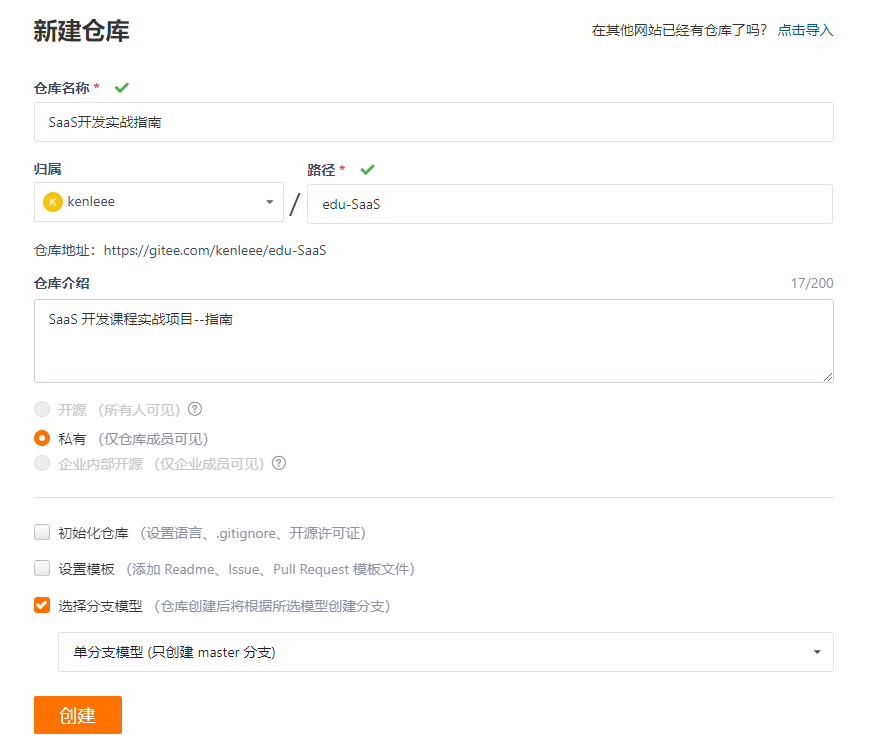 新建仓库
在其他网站已经有仓库了吗? 点击导入
仓库名称 *
SaaS开发实战指南
归属
路径 *
K kenleee
/
edu-SaaS
仓库地址：https://gitee.com/kenleee/edu-SaaS
仓库介绍
17/200
SaaS 开发课程实战项目--指南
开源 （所有人可见）?
私有 （仅仓库成员可见）
企业内部开源 （仅企业成员可见）?
初始化仓库 （设置语言、.gitignore、开源许可证）
设置模板 （添加 Readme、Issue、Pull Request 模板文件）
选择分支模型 （仓库创建后将根据所选模型创建分支）
单分支模型 (只创建 master 分支)
创建